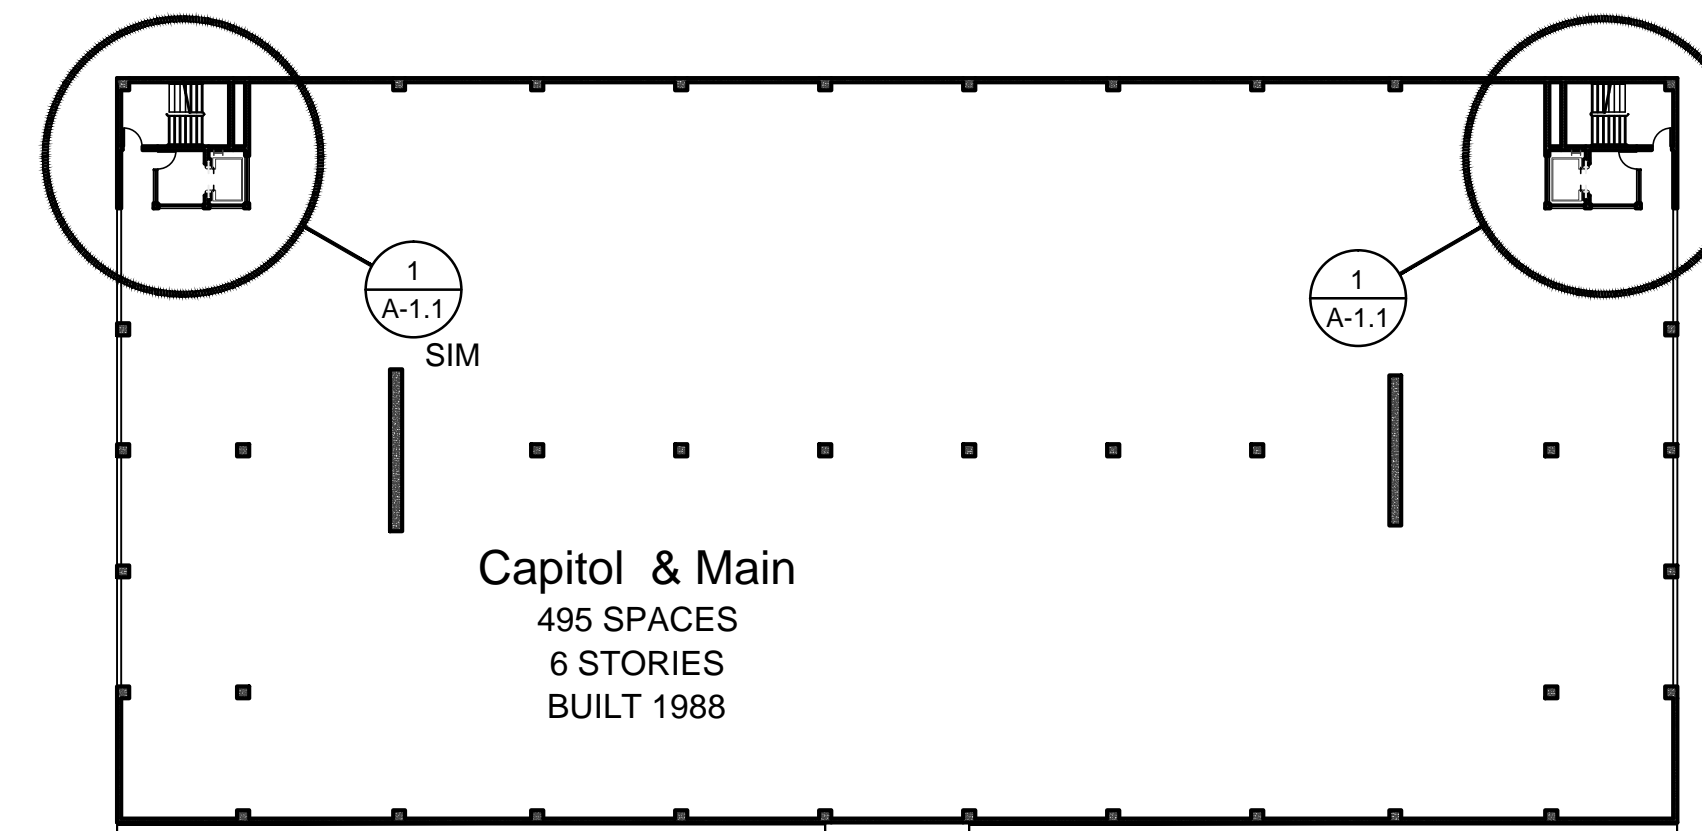 1
A-1.1
SIM
1
A-1.1
Capitol & Main
495 SPACES
6 STORIES
BUILT 1988